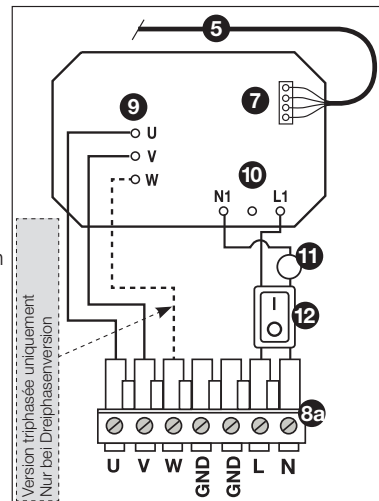 5
7
9
U
V
W
10
N1 L1
n
11
I
12
Version triphasée uniquement
Nur bei Dreiphasenversion
8a
U V W GND GND L N